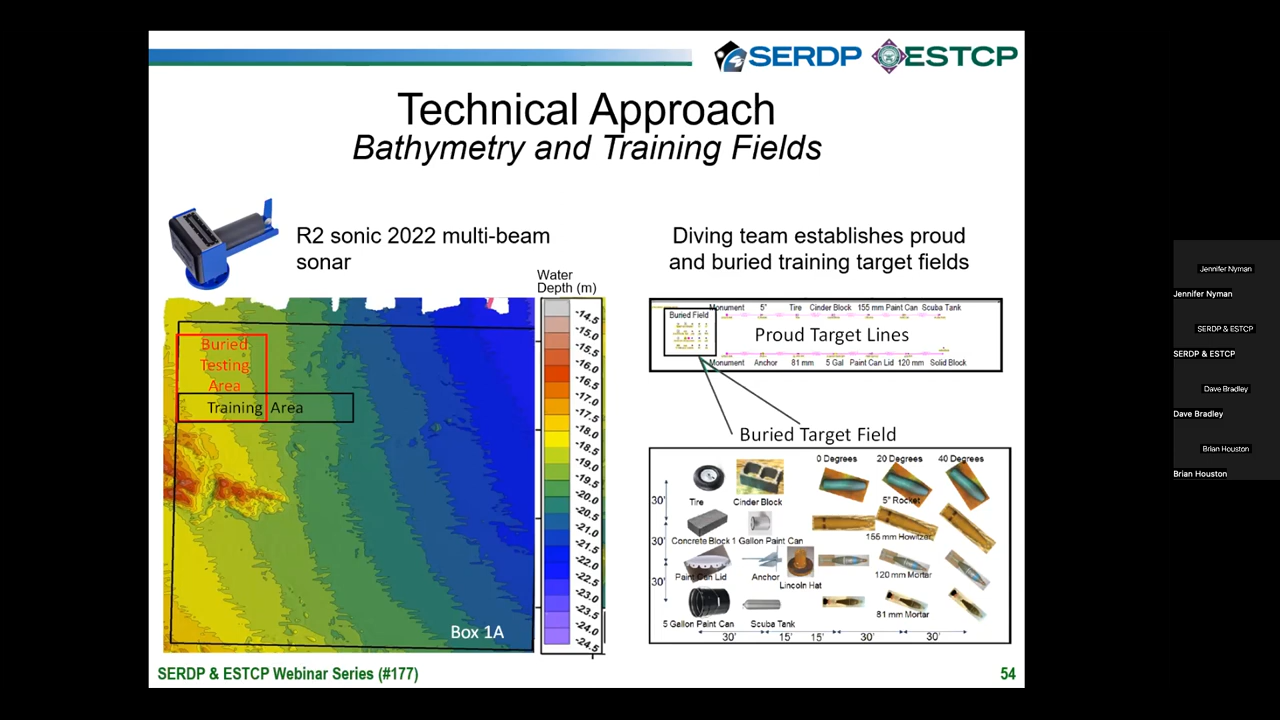 SERDP ESTCP
Technical Approach
Bathymetry and Training Fields
R2 sonic 2022 multi-beam
sonar
Diving team establishes proud
and buried training target fields
Water
Depth (m)
-14.5
-15.0
-15.5
-16.0
-16.5
-17.0
-17.5
-18.0
-18.5
-19.0
-19.5
-20.0
-20.5
-21.0
-21.5
-22.0
-22.5
-23.0
-23.5
-24.0
-24.5
Buried
Testing
Area
Training Area
Box 1A
Monument 5" Tire Cinder Block 155 mm Paint Can Scuba Tank
Buried Field
Proud Target Lines
Monument Anchor 81 mm 5 Gal Paint Can Lid 120 mm Solid Block
Buried Target Field
0 Degrees 20 Degrees 40 Degrees
30'
30'
30'
Tire Cinder Block 5" Rocket
Concrete Block 1 Gallon Paint Can 155 mm Howitzer
Paint Can Lid Anchor Lincoln Hat 120 mm Mortar
5 Gallon Paint Can Scuba Tank 81 mm Mortar
30' 15' 15' 30' 30'
SERDP & ESTCP Webinar Series (#177)
54
Jennifer Nyman
Jennifer Nyman
SERDP & ESTCP
SERDP & ESTCP
Dave Bradley
Dave Bradley
Brian Houston
Brian Houston